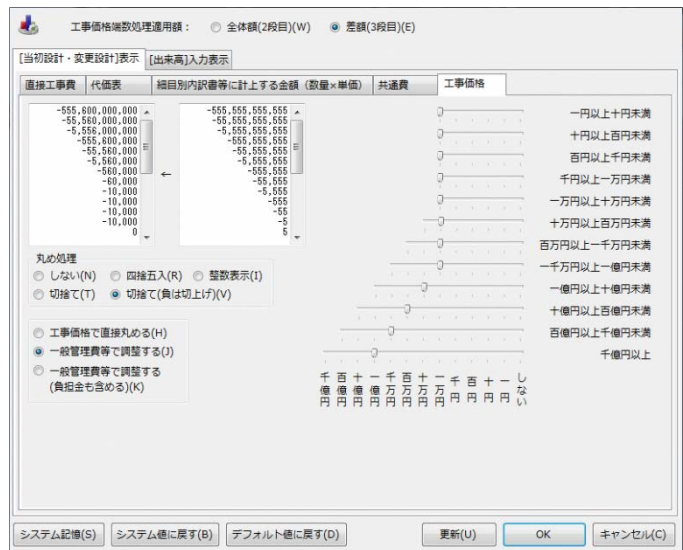 工事価格端数処理適用額： 全体額(2段目)(W) 差額(3段目)(E)
[当初設計・変更設計]表示 [出来高]入力表示
直接工事費 代価表 細目別内訳書等に計上する金額（数量×単価） 共通費 工事価格
-555,600,000,000
-55,560,000,000
-5,556,000,000
-555,600,000
-55,560,000
-5,560,000
-560,000
-60,000
-10,000
-10,000
-10,000
-10,000
0
←
-555,555,555,555
-55,555,555,555
-5,555,555,555
-555,555,555
-55,555,555
-5,555,555
-555,555
-55,555
-5,555
-555
-55
-5
5
一円以上十円未満
十円以上百円未満
百円以上千円未満
千円以上一万円未満
一万円以上十万円未満
十万円以上百万円未満
百万円以上一千万円未満
一千万円以上一億円未満
一億円以上十億円未満
十億円以上百億円未満
百億円以上千億円未満
千億円以上
千億円
百億円
十億円
一億円
千万円
百万円
十万円
一万円
千円
百円
十円
一円
しない
丸め処理
しない(N) 四捨五入(R) 整数表示(I)
切捨て(T) 切捨て(負は切上げ)(V)
工事価格で直接丸める(H)
一般管理費等で調整する(J)
一般管理費等で調整する
(負担金も含める)(K)
システム記憶(S) システム値に戻す(B) デフォルト値に戻す(D) 更新(U) OK キャンセル(C)